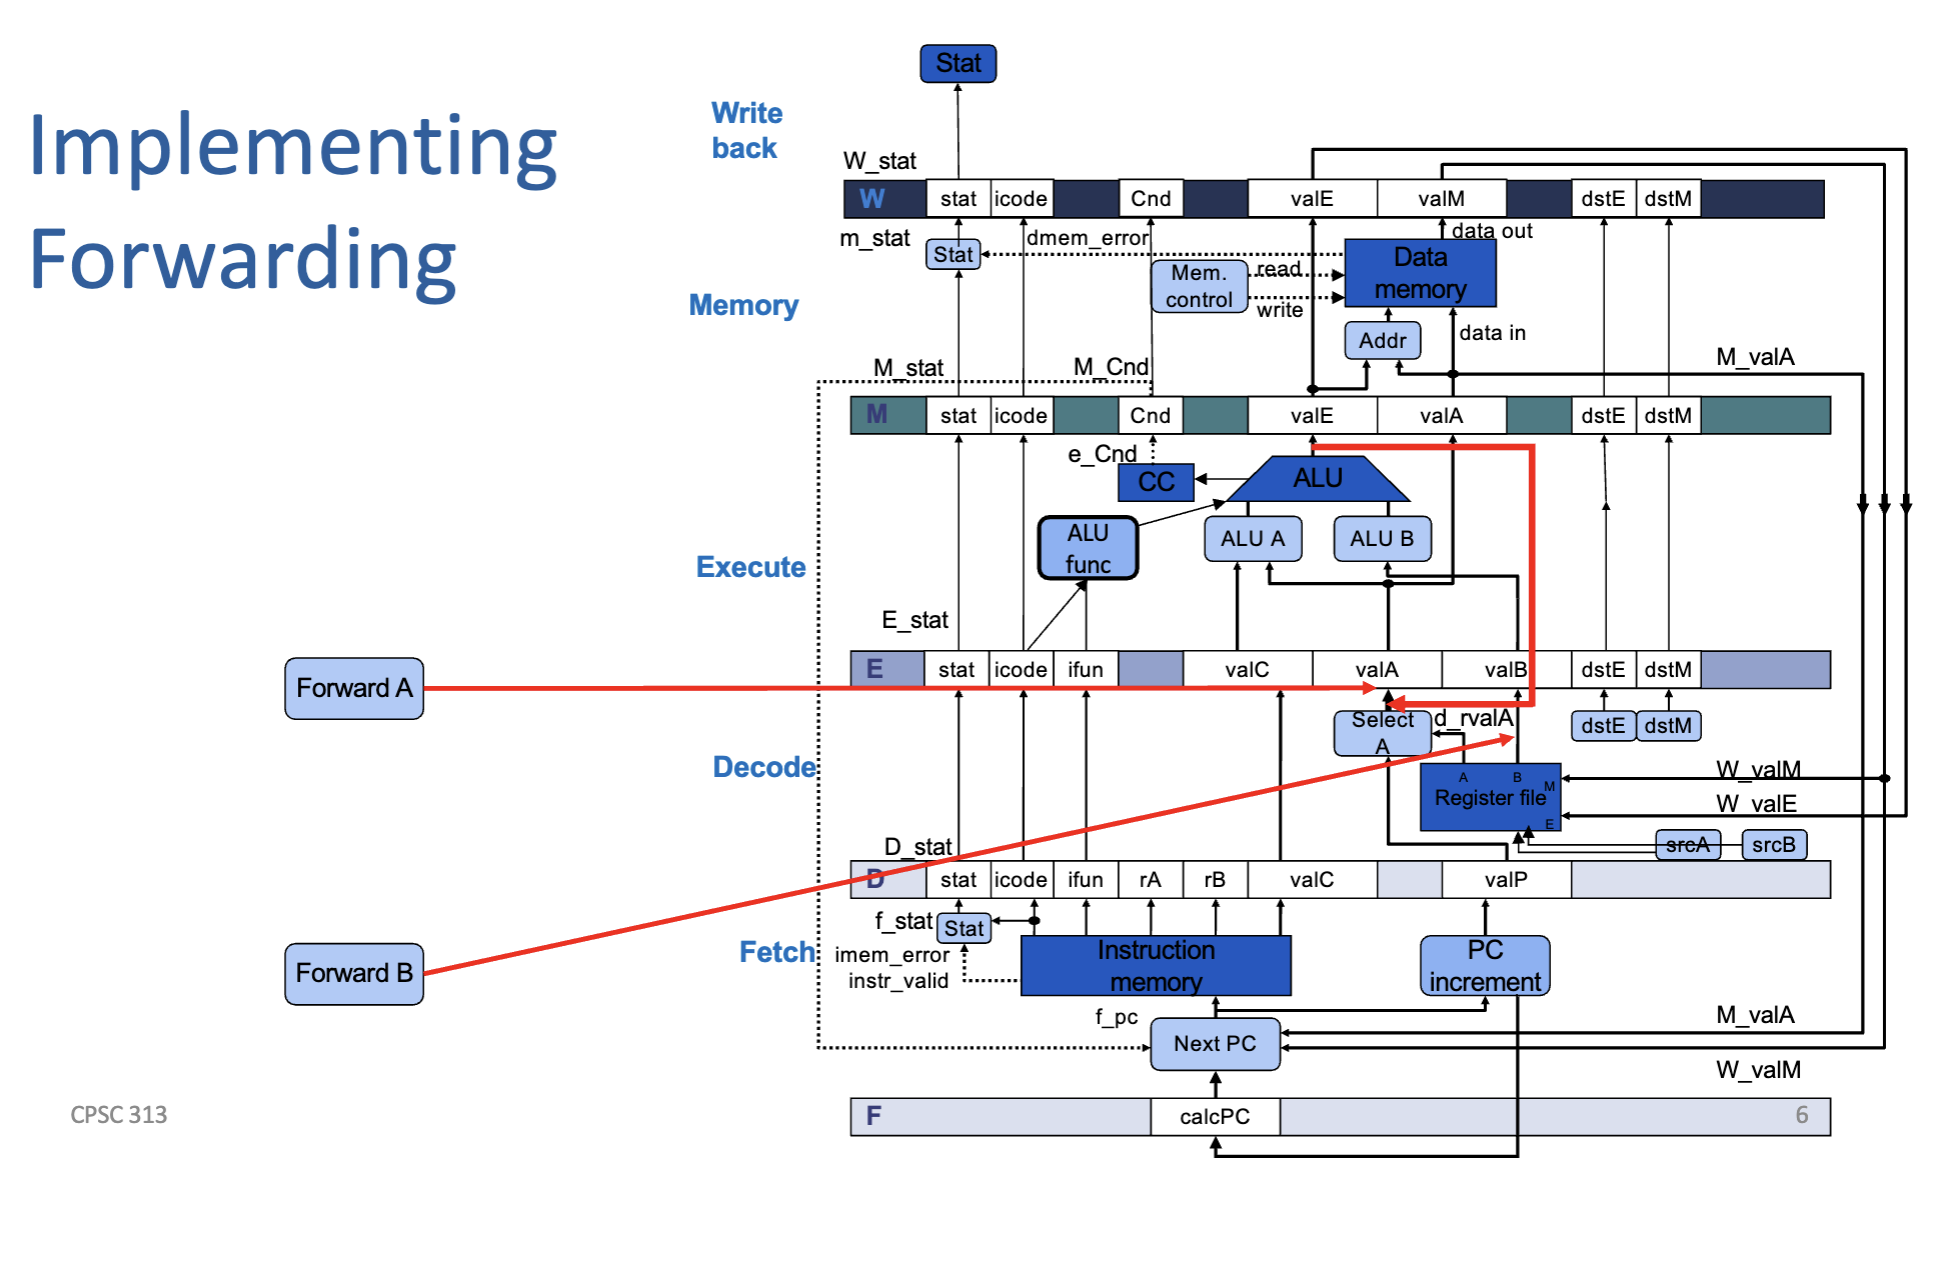 Implementing
Forwarding
Stat
Write
back
W_stat
W
stat
icode
Cnd
valE
valM
dstE
dstM
m_stat
Stat
dmem_error
data out
Data
memory
Mem.
control
read
write
Memory
Addr
data in
M_stat
M_Cnd
M_valA
M
stat
icode
Cnd
valE
valA
dstE
dstM
e_Cnd
CC
ALU
ALU
func
ALU A
ALU B
Execute
E_stat
E
stat
icode
ifun
valC
valA
valB
dstE
dstM
Forward A
Select
A
d_rvalA
dstE
dstM
Decode
A
B
M
Register file
E
W_valM
W_valE
srcA
srcB
D_stat
D
stat
icode
ifun
rA
rB
valC
valP
f_stat
Stat
Fetch
imem_error
instr_valid
Instruction
memory
PC
increment
Forward B
f_pc
M_valA
Next PC
W_valM
F
calcPC
6
CPSC 313